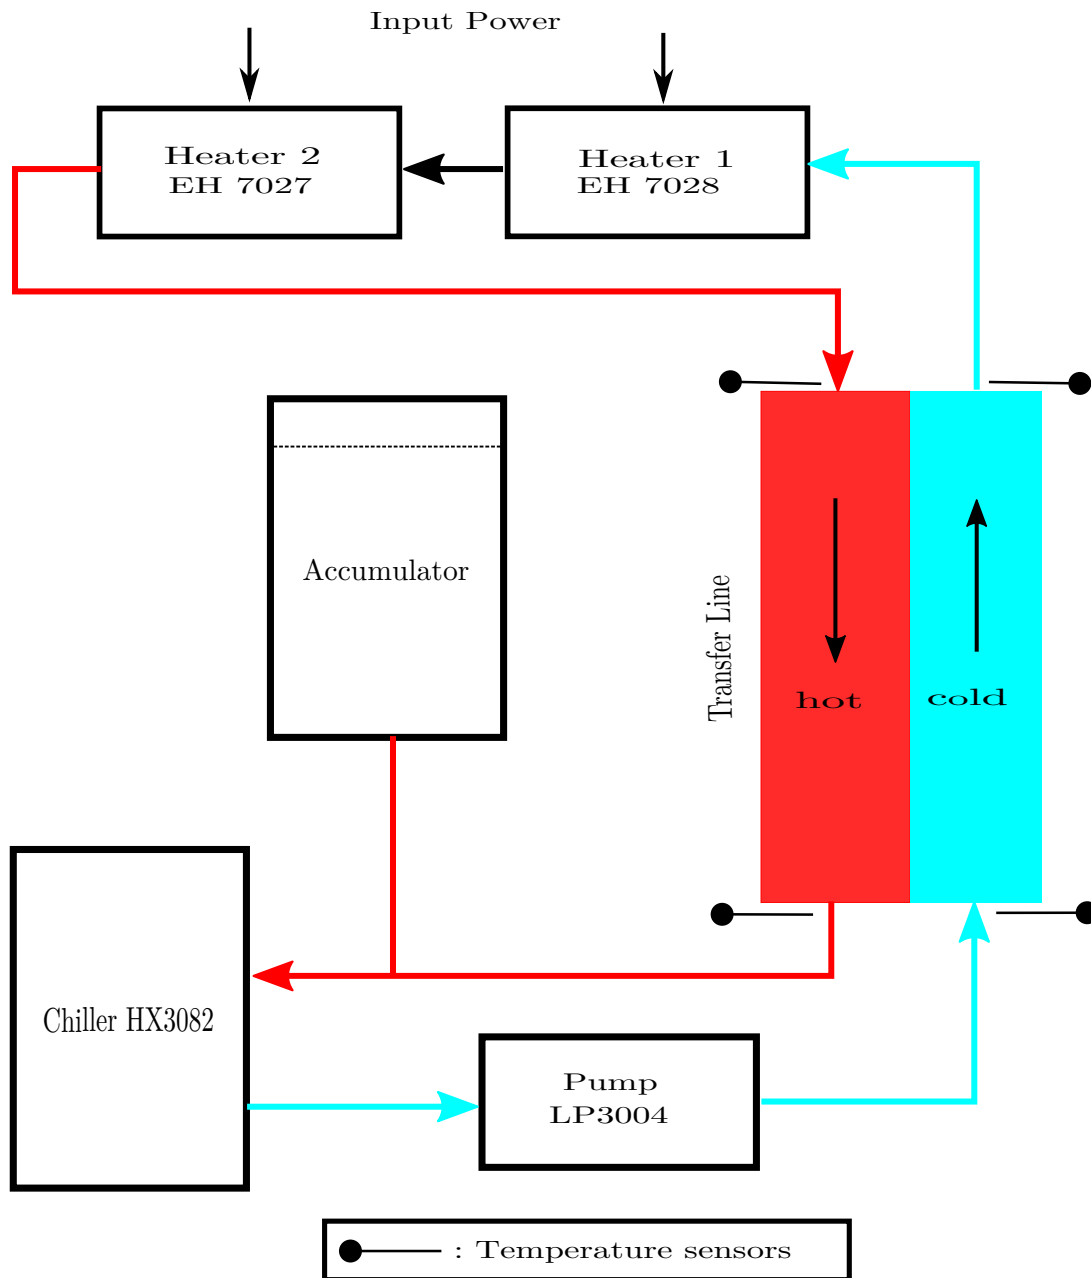 Input Power
Heater 2
EH 7027
Heater 1
EH 7028
Accumulator
Transfer Line
hot
cold
Chiller HX3082
Pump
LP3004
: Temperature sensors